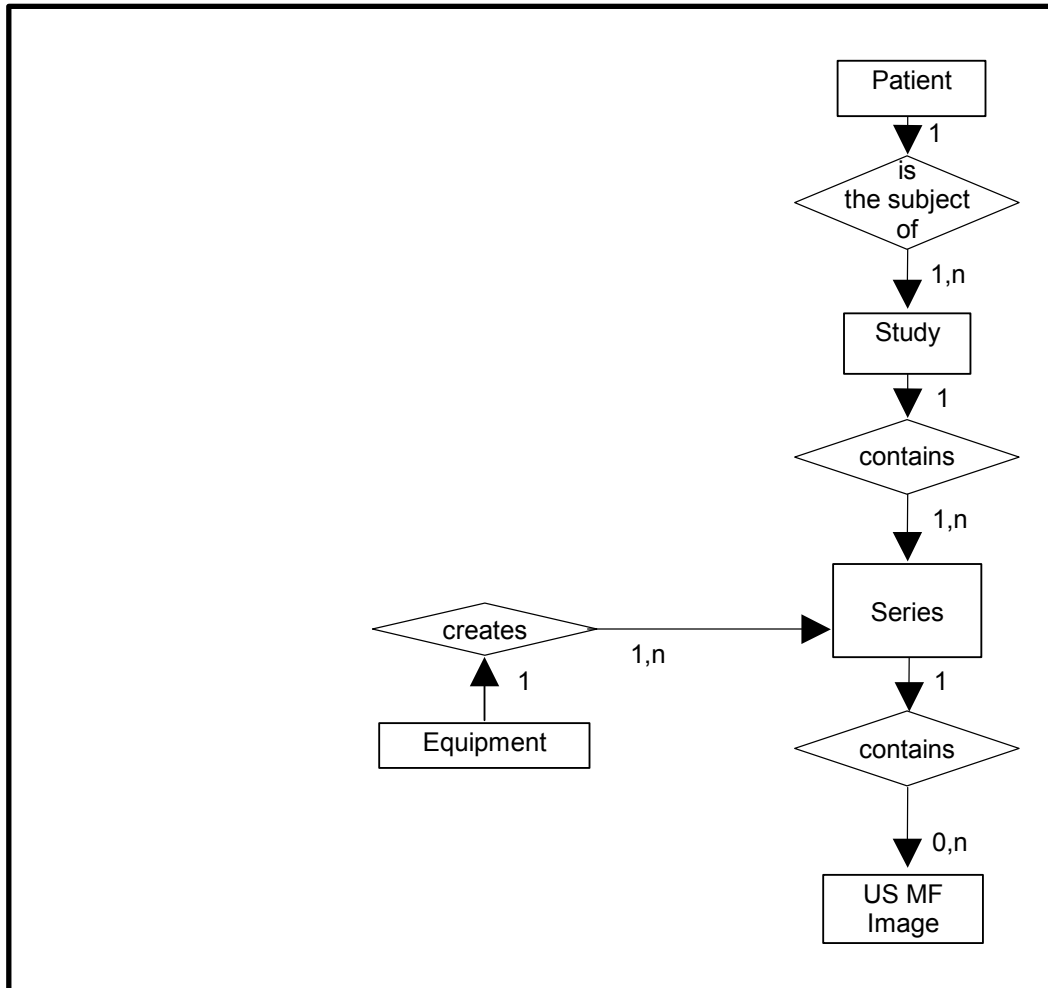 Patient
1
is
the subject
of
1,n
Study
1
contains
1,n
Series
creates
1,n
1
1
Equipment
contains
0,n
US MF
Image